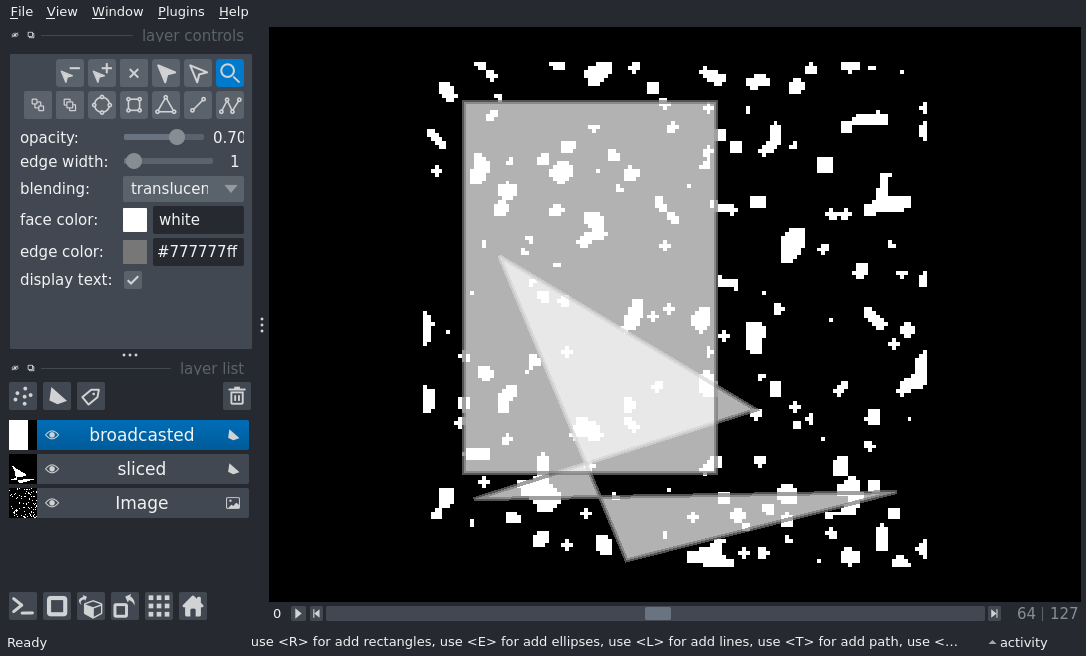 File View Window Plugins Help
layer controls
opacity: 0.70
edge width: 1
blending: translucen
face color: white
edge color: #777777ff
display text:
layer list
broadcasted
sliced
Image
0 64 127
Ready use <R> for add rectangles, use <E> for add ellipses, use <L> for add lines, use <T> for add path, use <... activity